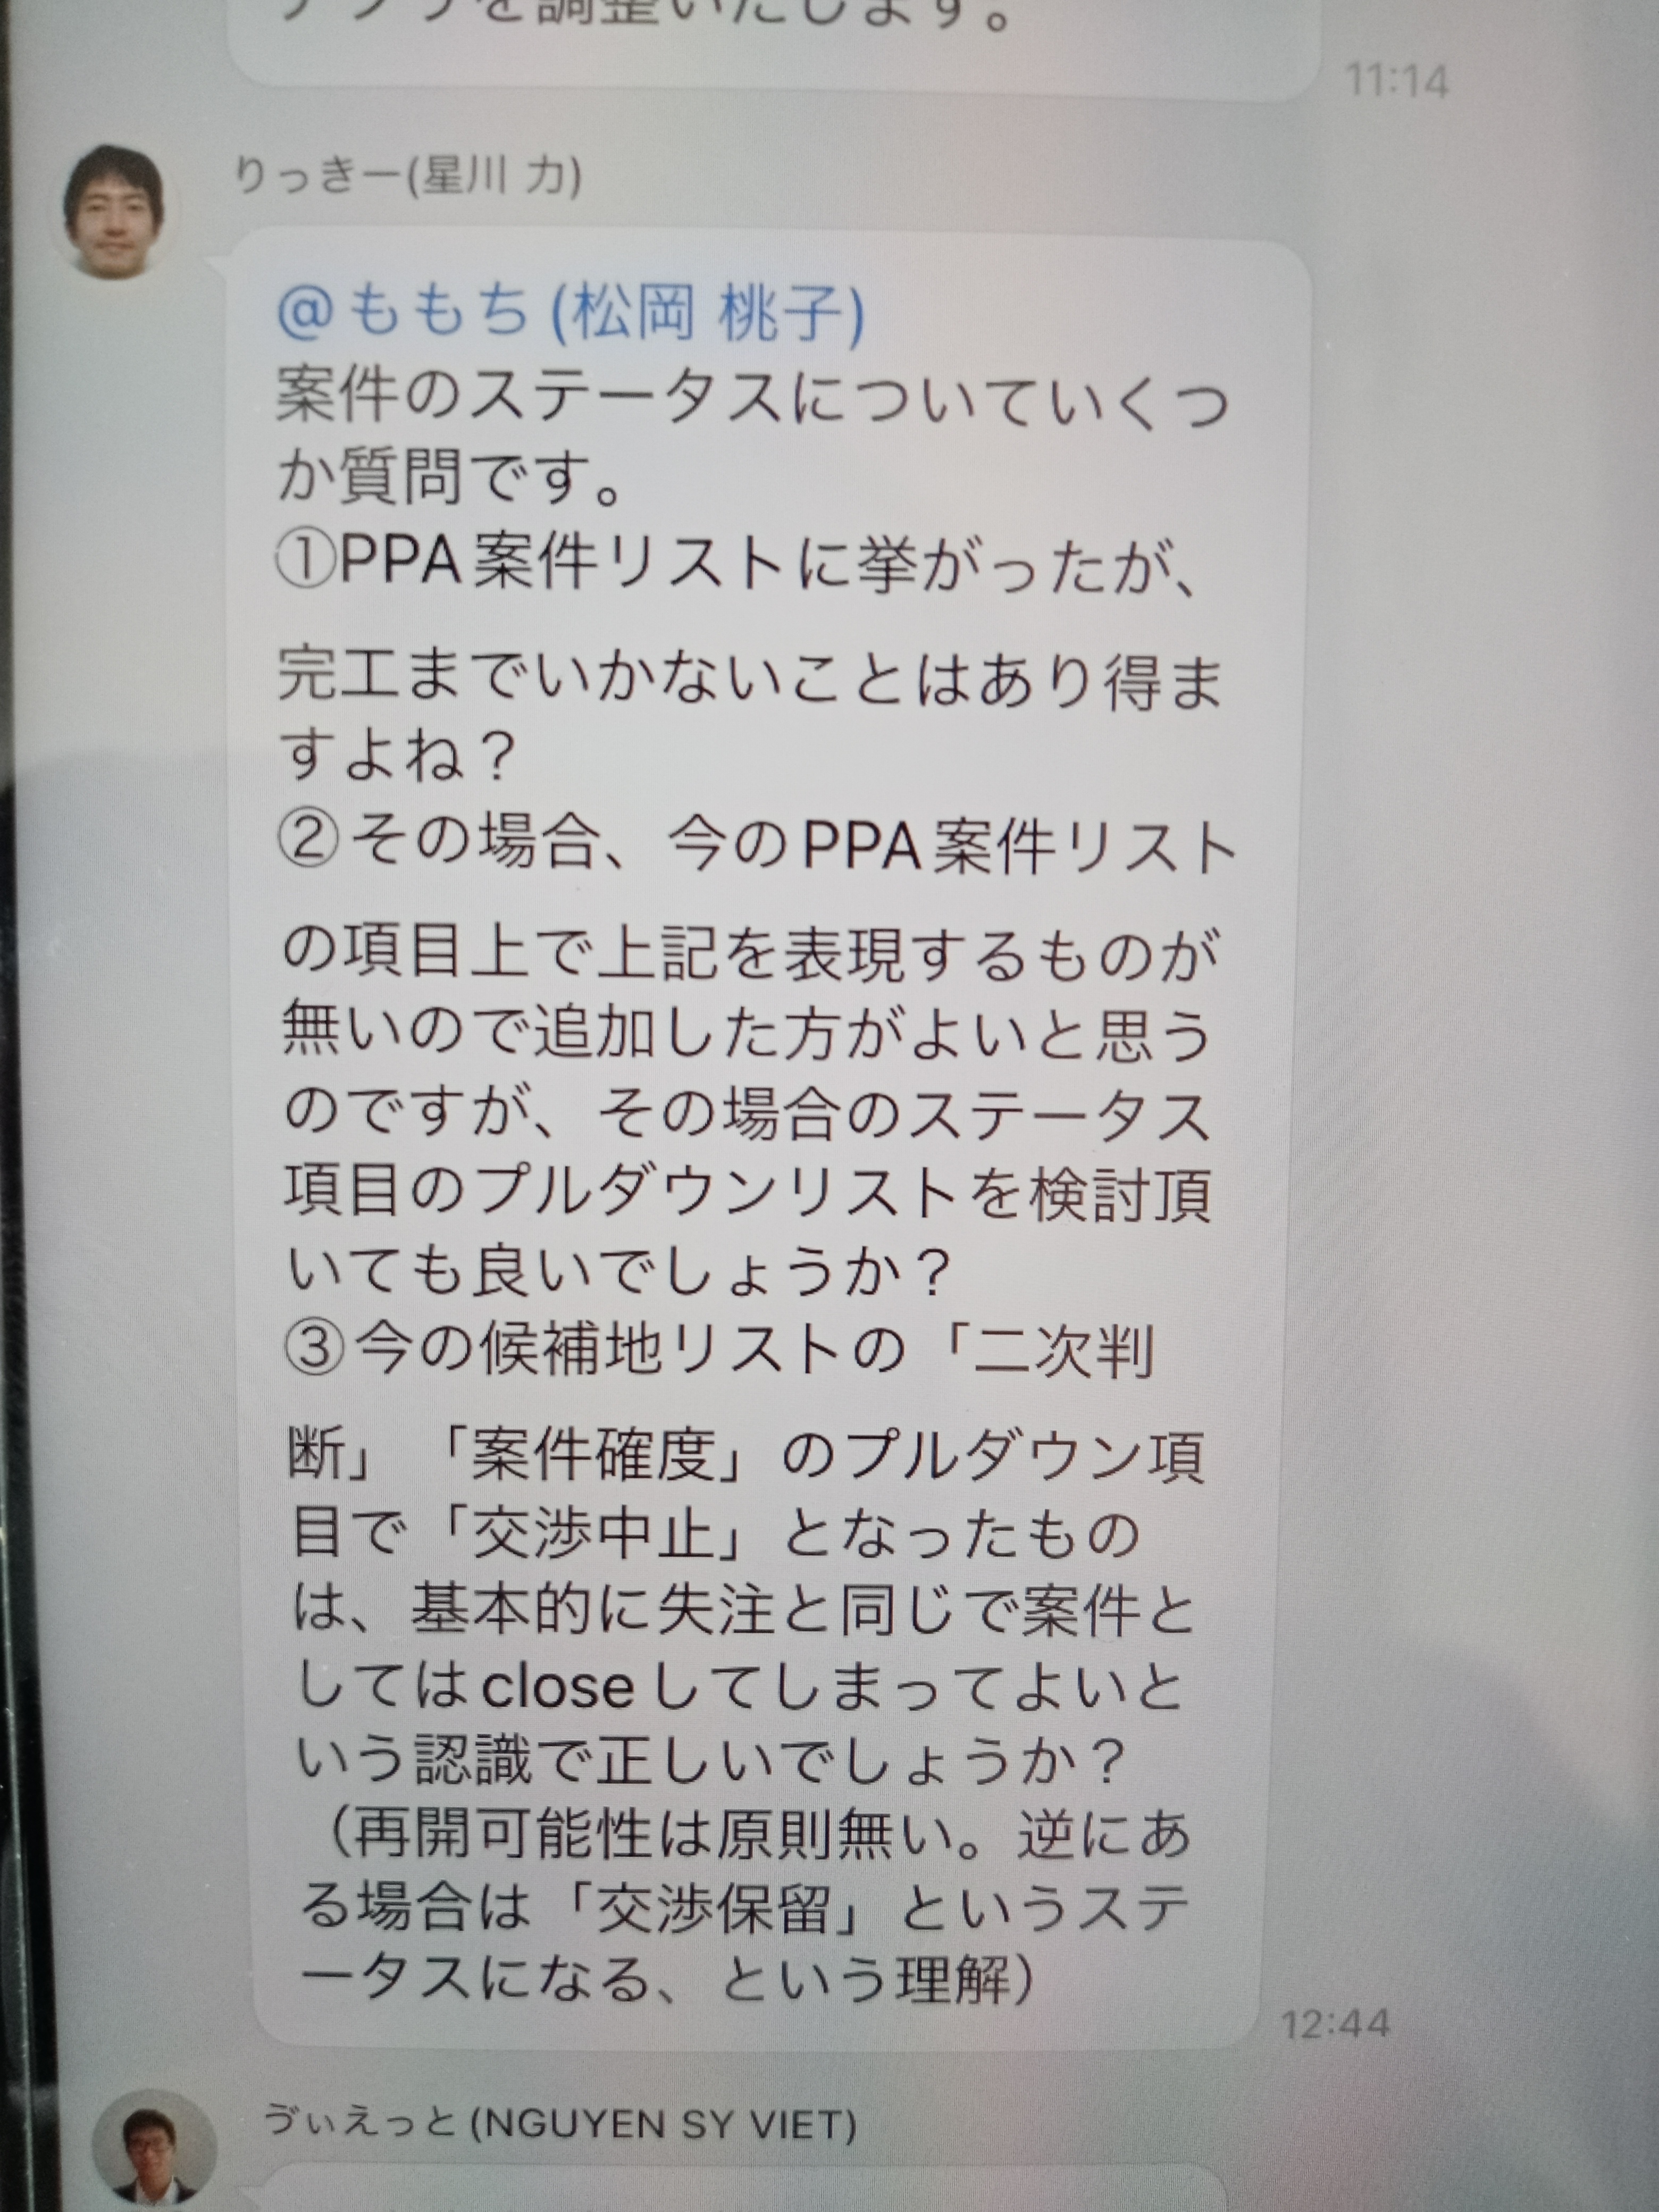 を調整いたします。
11:14
りっきー(星川 力)
@ももち(松岡 桃子)
案件のステータスについていくつ
か質問です。
①PPA案件リストに挙がったが、
完工までいかないことはあり得ま
すよね？
②その場合、今のPPA案件リスト
の項目上で上記を表現するものが
無いので追加した方がよいと思う
のですが、その場合のステータス
項目のプルダウンリストを検討頂
いても良いでしょうか？
③今の候補地リストの「二次判
断」「案件確度」のプルダウン項
目で「交渉中止」となったもの
は、基本的に失注と同じで案件と
してはcloseしてしまってよいと
いう認識で正しいでしょうか？
（再開可能性は原則無い。逆にあ
る場合は「交渉保留」というステ
ータスになる、という理解）
12:44
ゔぃえっと(NGUYEN SY VIET)